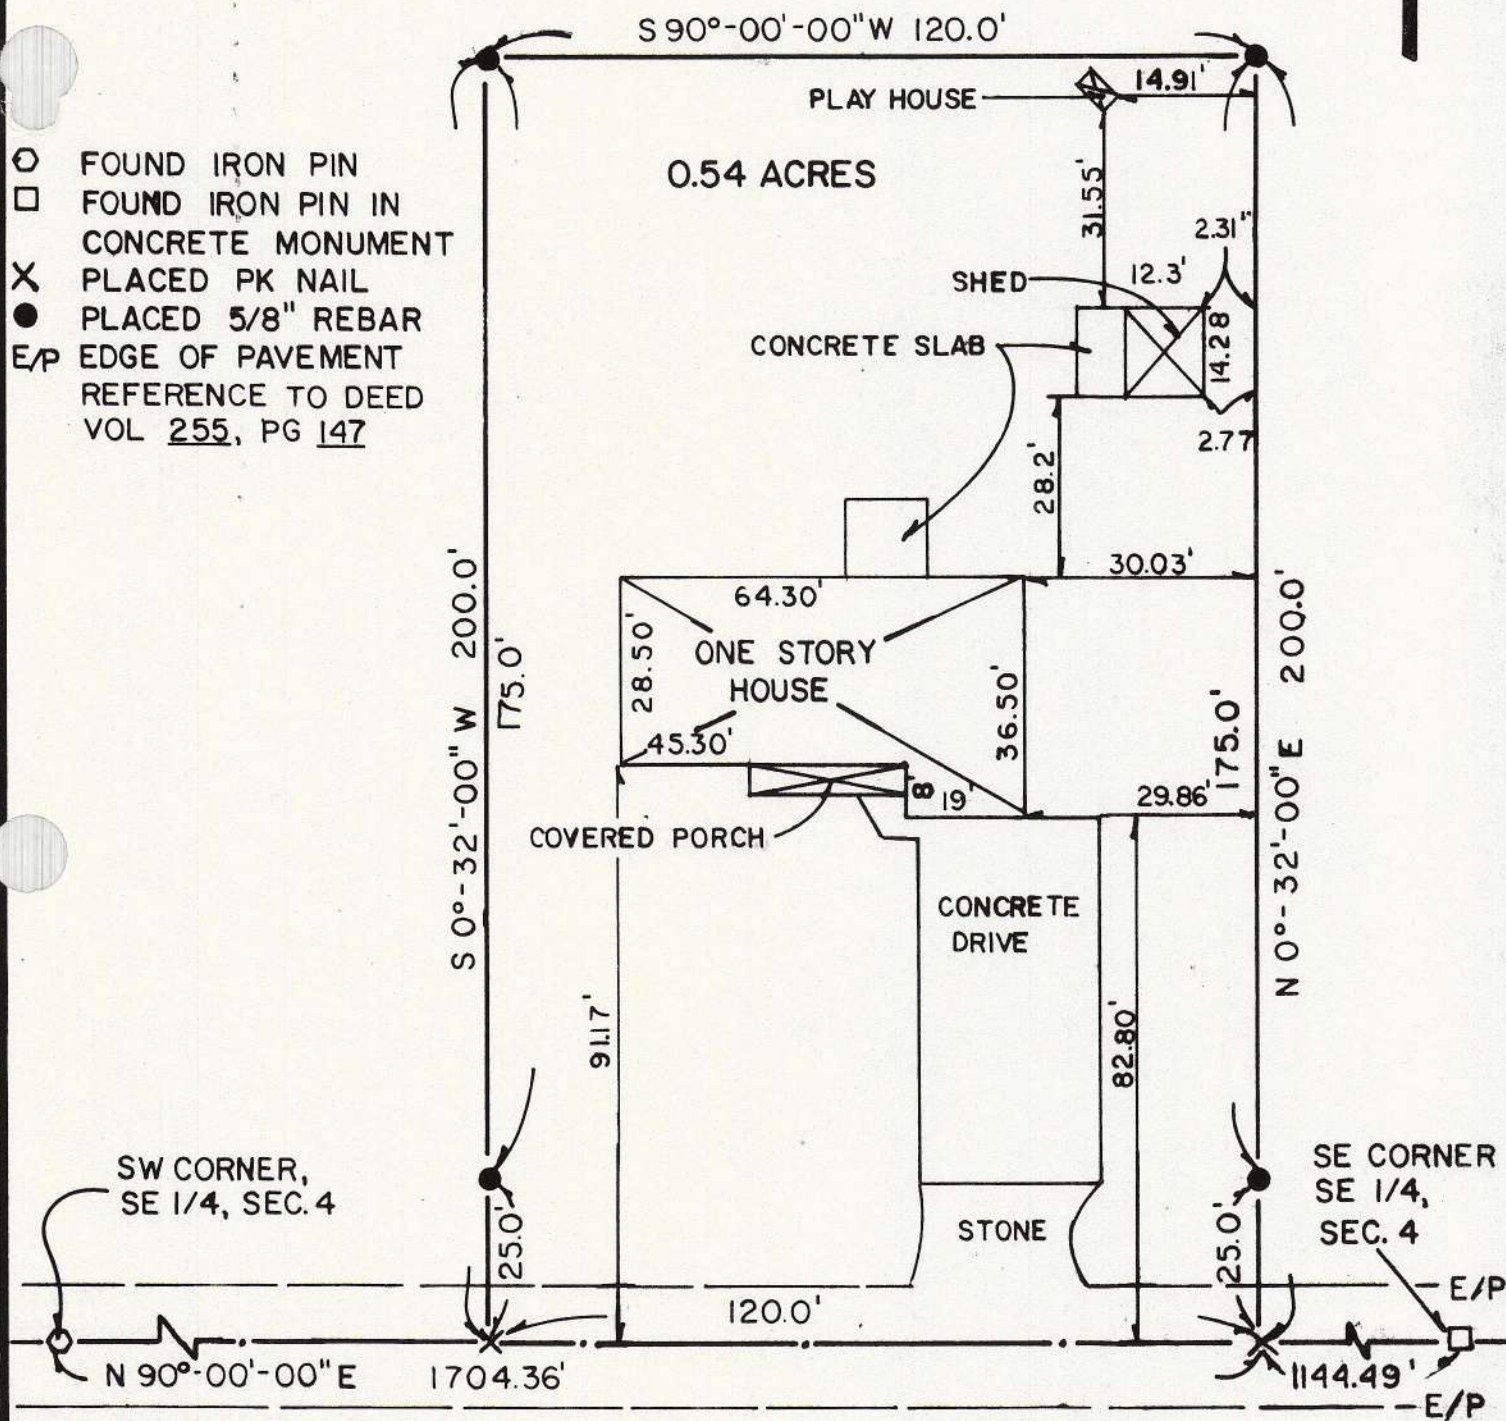 S 90°-00'-00" W 120.0'
14.91'
PLAY HOUSE
0.54 ACRES
31.55'
FOUND IRON PIN
FOUND IRON PIN IN
CONCRETE MONUMENT
PLACED PK NAIL
PLACED 5/8" REBAR
E/P EDGE OF PAVEMENT
REFERENCE TO DEED
VOL 255, PG 147
2.31"
12.3'
SHED
CONCRETE SLAB
14.28
2.77
28.2'
30.03'
64.30'
28.50'
ONE STORY
HOUSE
36.50'
45.30'
8'
19'
29.86'
COVERED PORCH
S 0°-32'-00" W 200.0'
175.0'
175.0'
N 0°-32'-00" E 200.0'
CONCRETE
DRIVE
91.17'
82.80'
SW CORNER,
SE 1/4, SEC. 4
SE CORNER
SE 1/4,
SEC. 4
25.0'
STONE
25.0'
E/P
120.0'
N 90°-00'-00" E 1704.36'
1144.49'
E/P